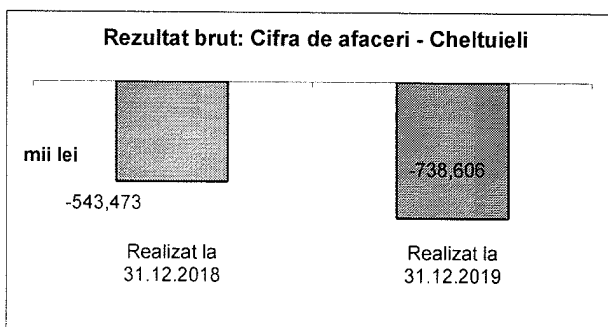 Rezultat brut: Cifra de afaceri - Cheltuieli
mii lei
-543,473
-738,606
Realizat la
31.12.2018
Realizat la
31.12.2019